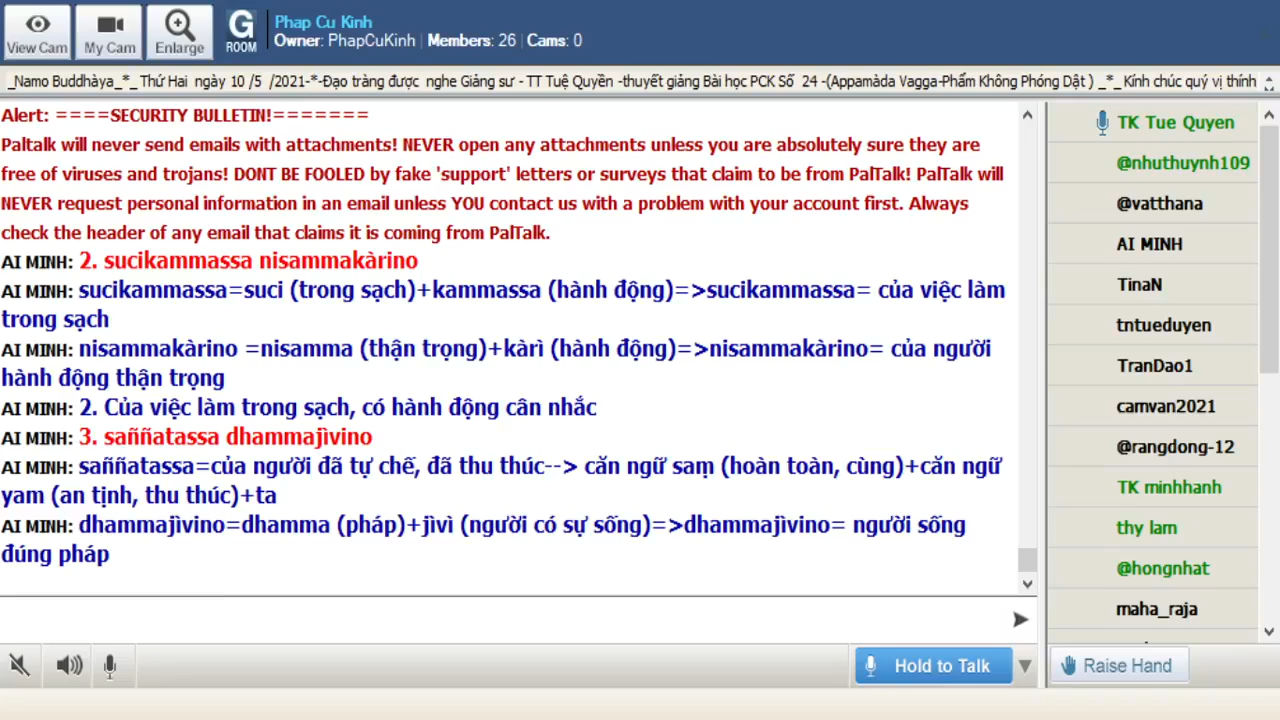 View Cam
My Cam
Enlarge
G
ROOM
Phap Cu Kinh
Owner: PhapCuKinh | Members: 26 | Cams: 0
_Namo Buddhàya_*_ Thứ Hai  ngày 10 /5  /2021-*-Đạo tràng được  nghe Giảng sư - TT Tuệ Quyền -thuyết giảng Bài học PCK Số  24 -(Appamàda Vagga-Phẩm Không Phóng Dật ) _*_ Kính chúc quý vị thính
Alert: ====SECURITY BULLETIN!=======
Paltalk will never send emails with attachments! NEVER open any attachments unless you are absolutely sure they are
free of viruses and trojans! DONT BE FOOLED by fake 'support' letters or surveys that claim to be from PalTalk! PalTalk will
NEVER request personal information in an email unless YOU contact us with a problem with your account first. Always
check the header of any email that claims it is coming from PalTalk.
AI MINH: 2. sucikammassa nisammakàrino
AI MINH: sucikammassa=suci (trong sạch)+kammassa (hành động)=>sucikammassa= của việc làm
trong sạch
AI MINH: nisammakàrino =nisamma (thận trọng)+kàrì (hành động)=>nisammakàrino= của người
hành động thận trọng
AI MINH: 2. Của việc làm trong sạch, có hành động cân nhắc
AI MINH: 3. saññatassa dhammajìvino
AI MINH: saññatassa=của người đã tự chế, đã thu thúc--> căn ngữ saṃ (hoàn toàn, cùng)+căn ngữ
yam (an tịnh, thu thúc)+ta
AI MINH: dhammajìvino=dhamma (pháp)+jìvì (người có sự sống)=>dhammajìvino= người sống
đúng pháp
TK Tue Quyen
@nhuthuynh109
@vatthana
AI MINH
TinaN
tntueduyen
TranDao1
camvan2021
@rangdong-12
TK minhhanh
thy lam
@hongnhat
maha_raja
Hold to Talk
Raise Hand